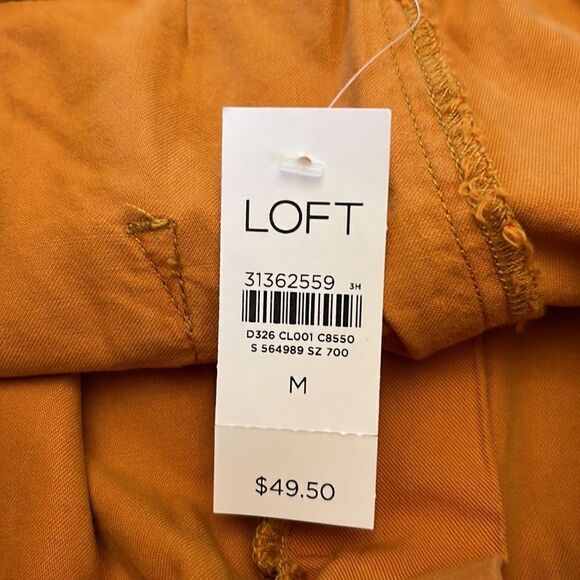 LOFT
31362559 3H
D326 CL001 C8550
S 564989 SZ 700
M
$49.50